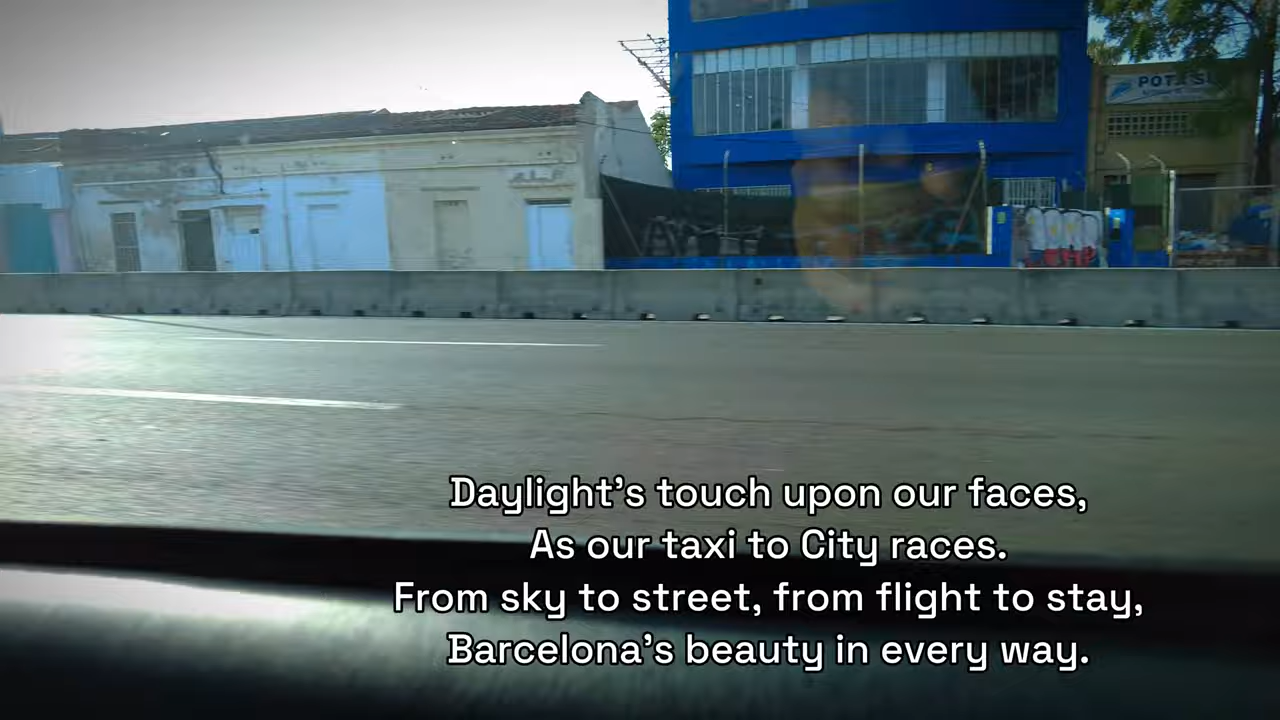 Daylight's touch upon our faces,
As our taxi to City races.
From sky to street, from flight to stay,
Barcelona's beauty in every way.